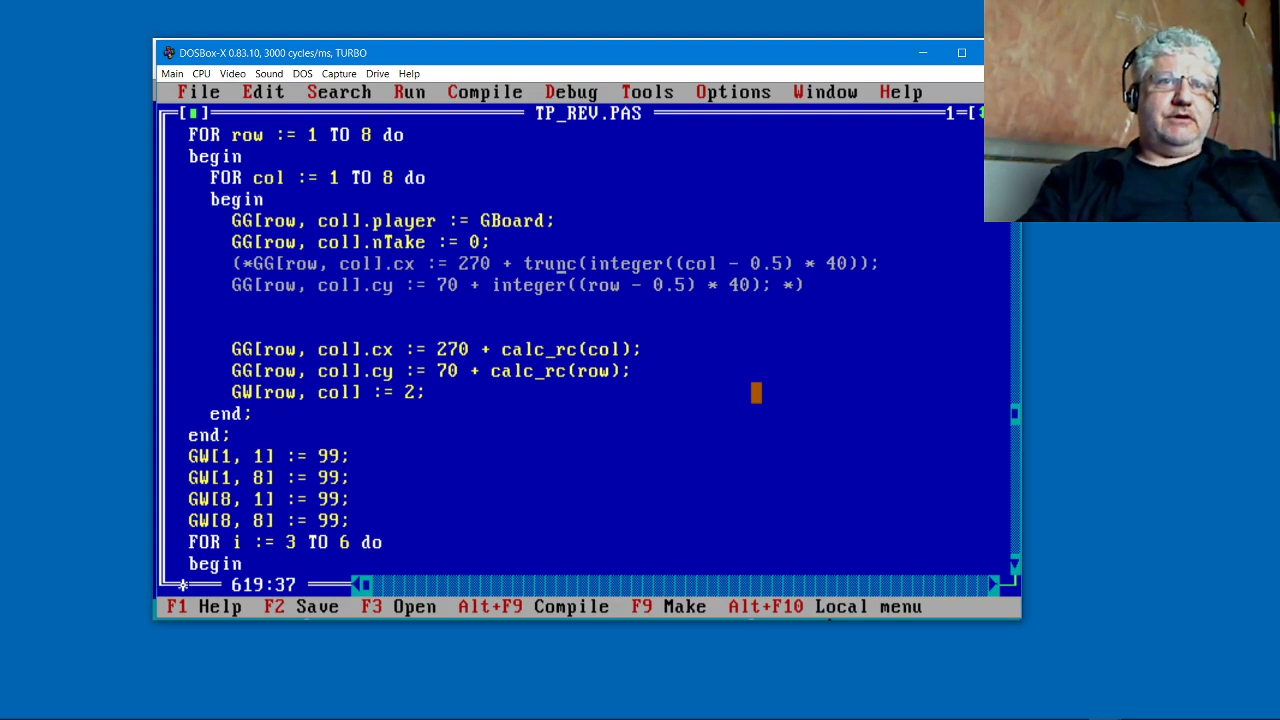 DOSBox-X 0.83.10, 3000 cycles/ms, TURBO
Main CPU Video Sound DOS Capture Drive Help
File Edit Search Run Compile Debug Tools Options Window Help
TP_REV.PAS 1
FOR row := 1 TO 8 do
begin
FOR col := 1 TO 8 do
begin
GG[row, col].player := GBoard;
GG[row, col].nTake := 0;
(*GG[row, col].cx := 270 + trunc(integer((col - 0.5) * 40));
GG[row, col].cy := 70 + integer((row - 0.5) * 40); *)
GG[row, col].cx := 270 + calc_rc(col);
GG[row, col].cy := 70 + calc_rc(row);
GW[row, col] := 2;
end;
end;
GW[1, 1] := 99;
GW[1, 8] := 99;
GW[8, 1] := 99;
GW[8, 8] := 99;
FOR i := 3 TO 6 do
begin
619:37
F1 Help F2 Save F3 Open Alt+F9 Compile F9 Make Alt+F10 Local menu